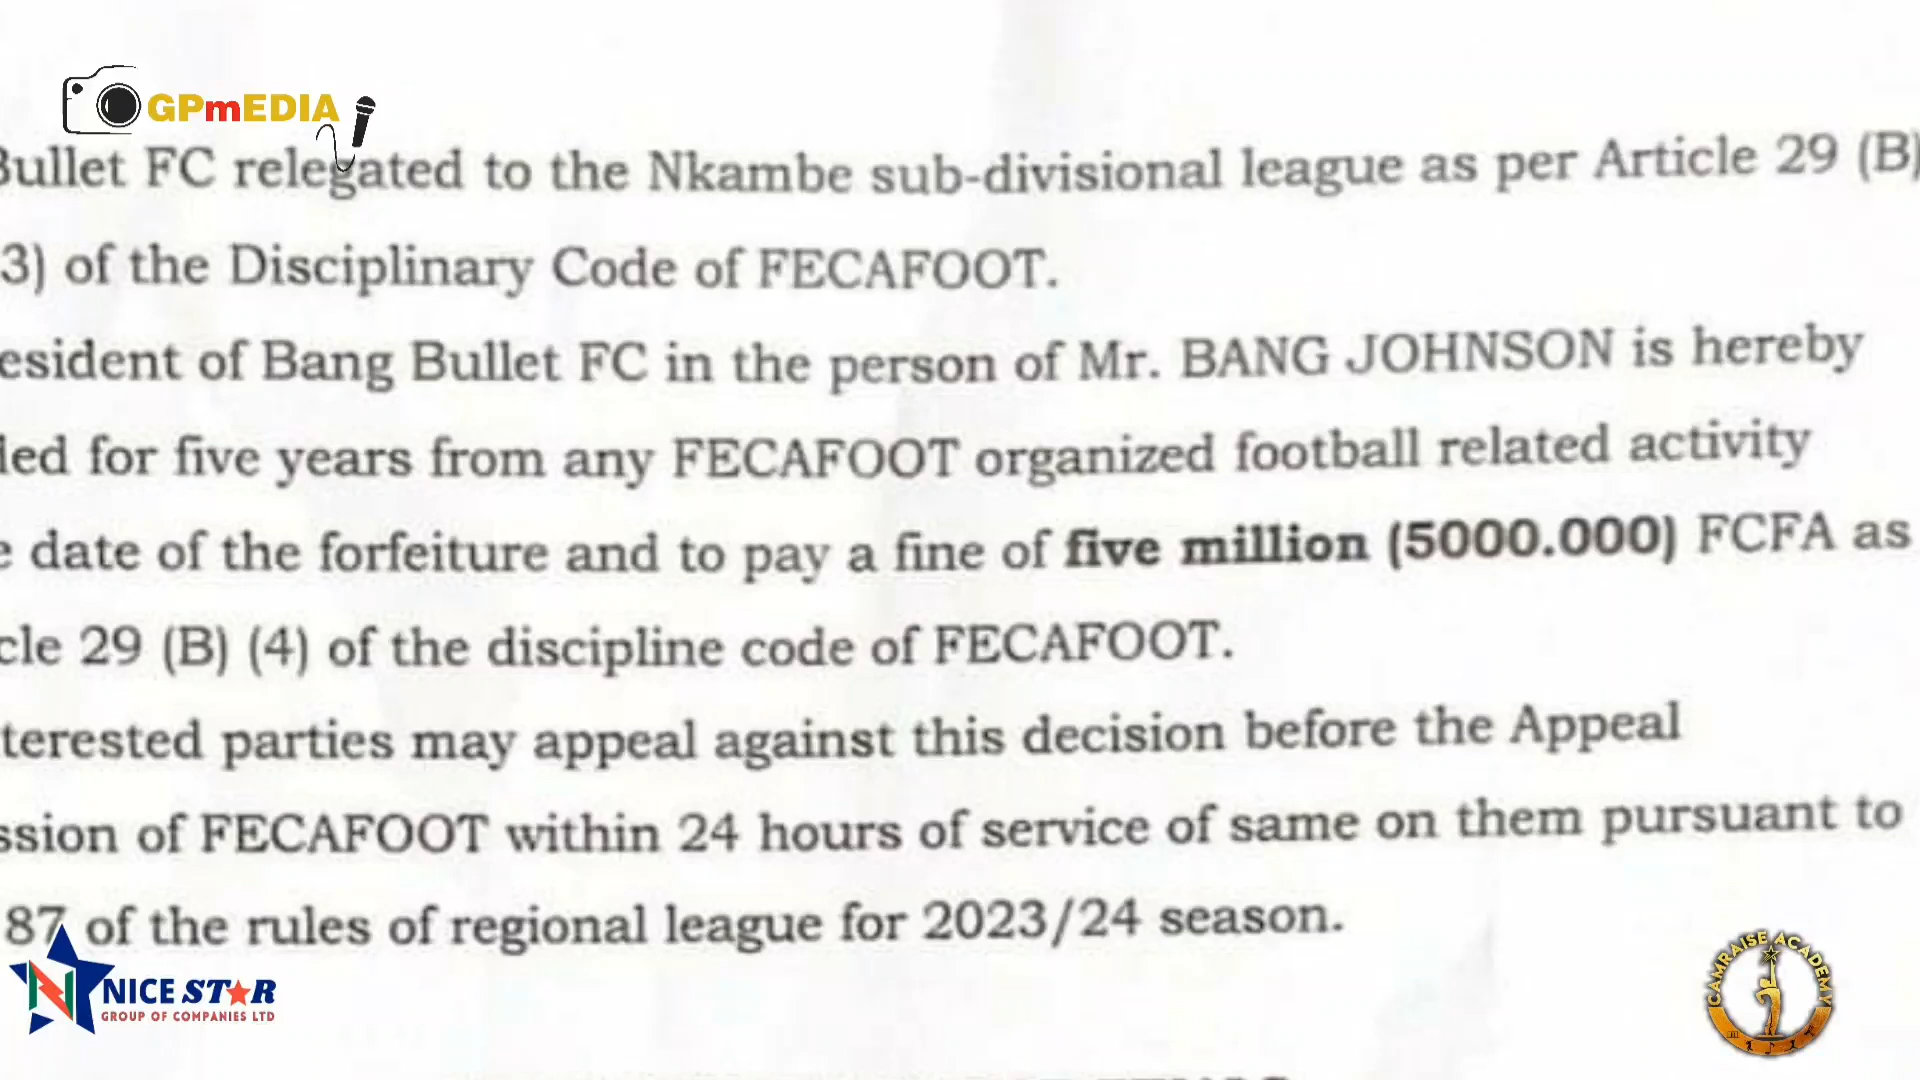 GPmEDIA
Bullet FC relegated to the Nkambe sub-divisional league as per Article 29 (B)
3) of the Disciplinary Code of FECAFOOT.
esident of Bang Bullet FC in the person of Mr. BANG JOHNSON is hereby
led for five years from any FECAFOOT organized football related activity
e date of the forfeiture and to pay a fine of five million (5000.000) FCFA as
cle 29 (B) (4) of the discipline code of FECAFOOT.
terested parties may appeal against this decision before the Appeal
ssion of FECAFOOT within 24 hours of service of same on them pursuant to
87 of the rules of regional league for 2023/24 season.
NICE STAR
GROUP OF COMPANIES LTD
CAMRAISE ACADEMY